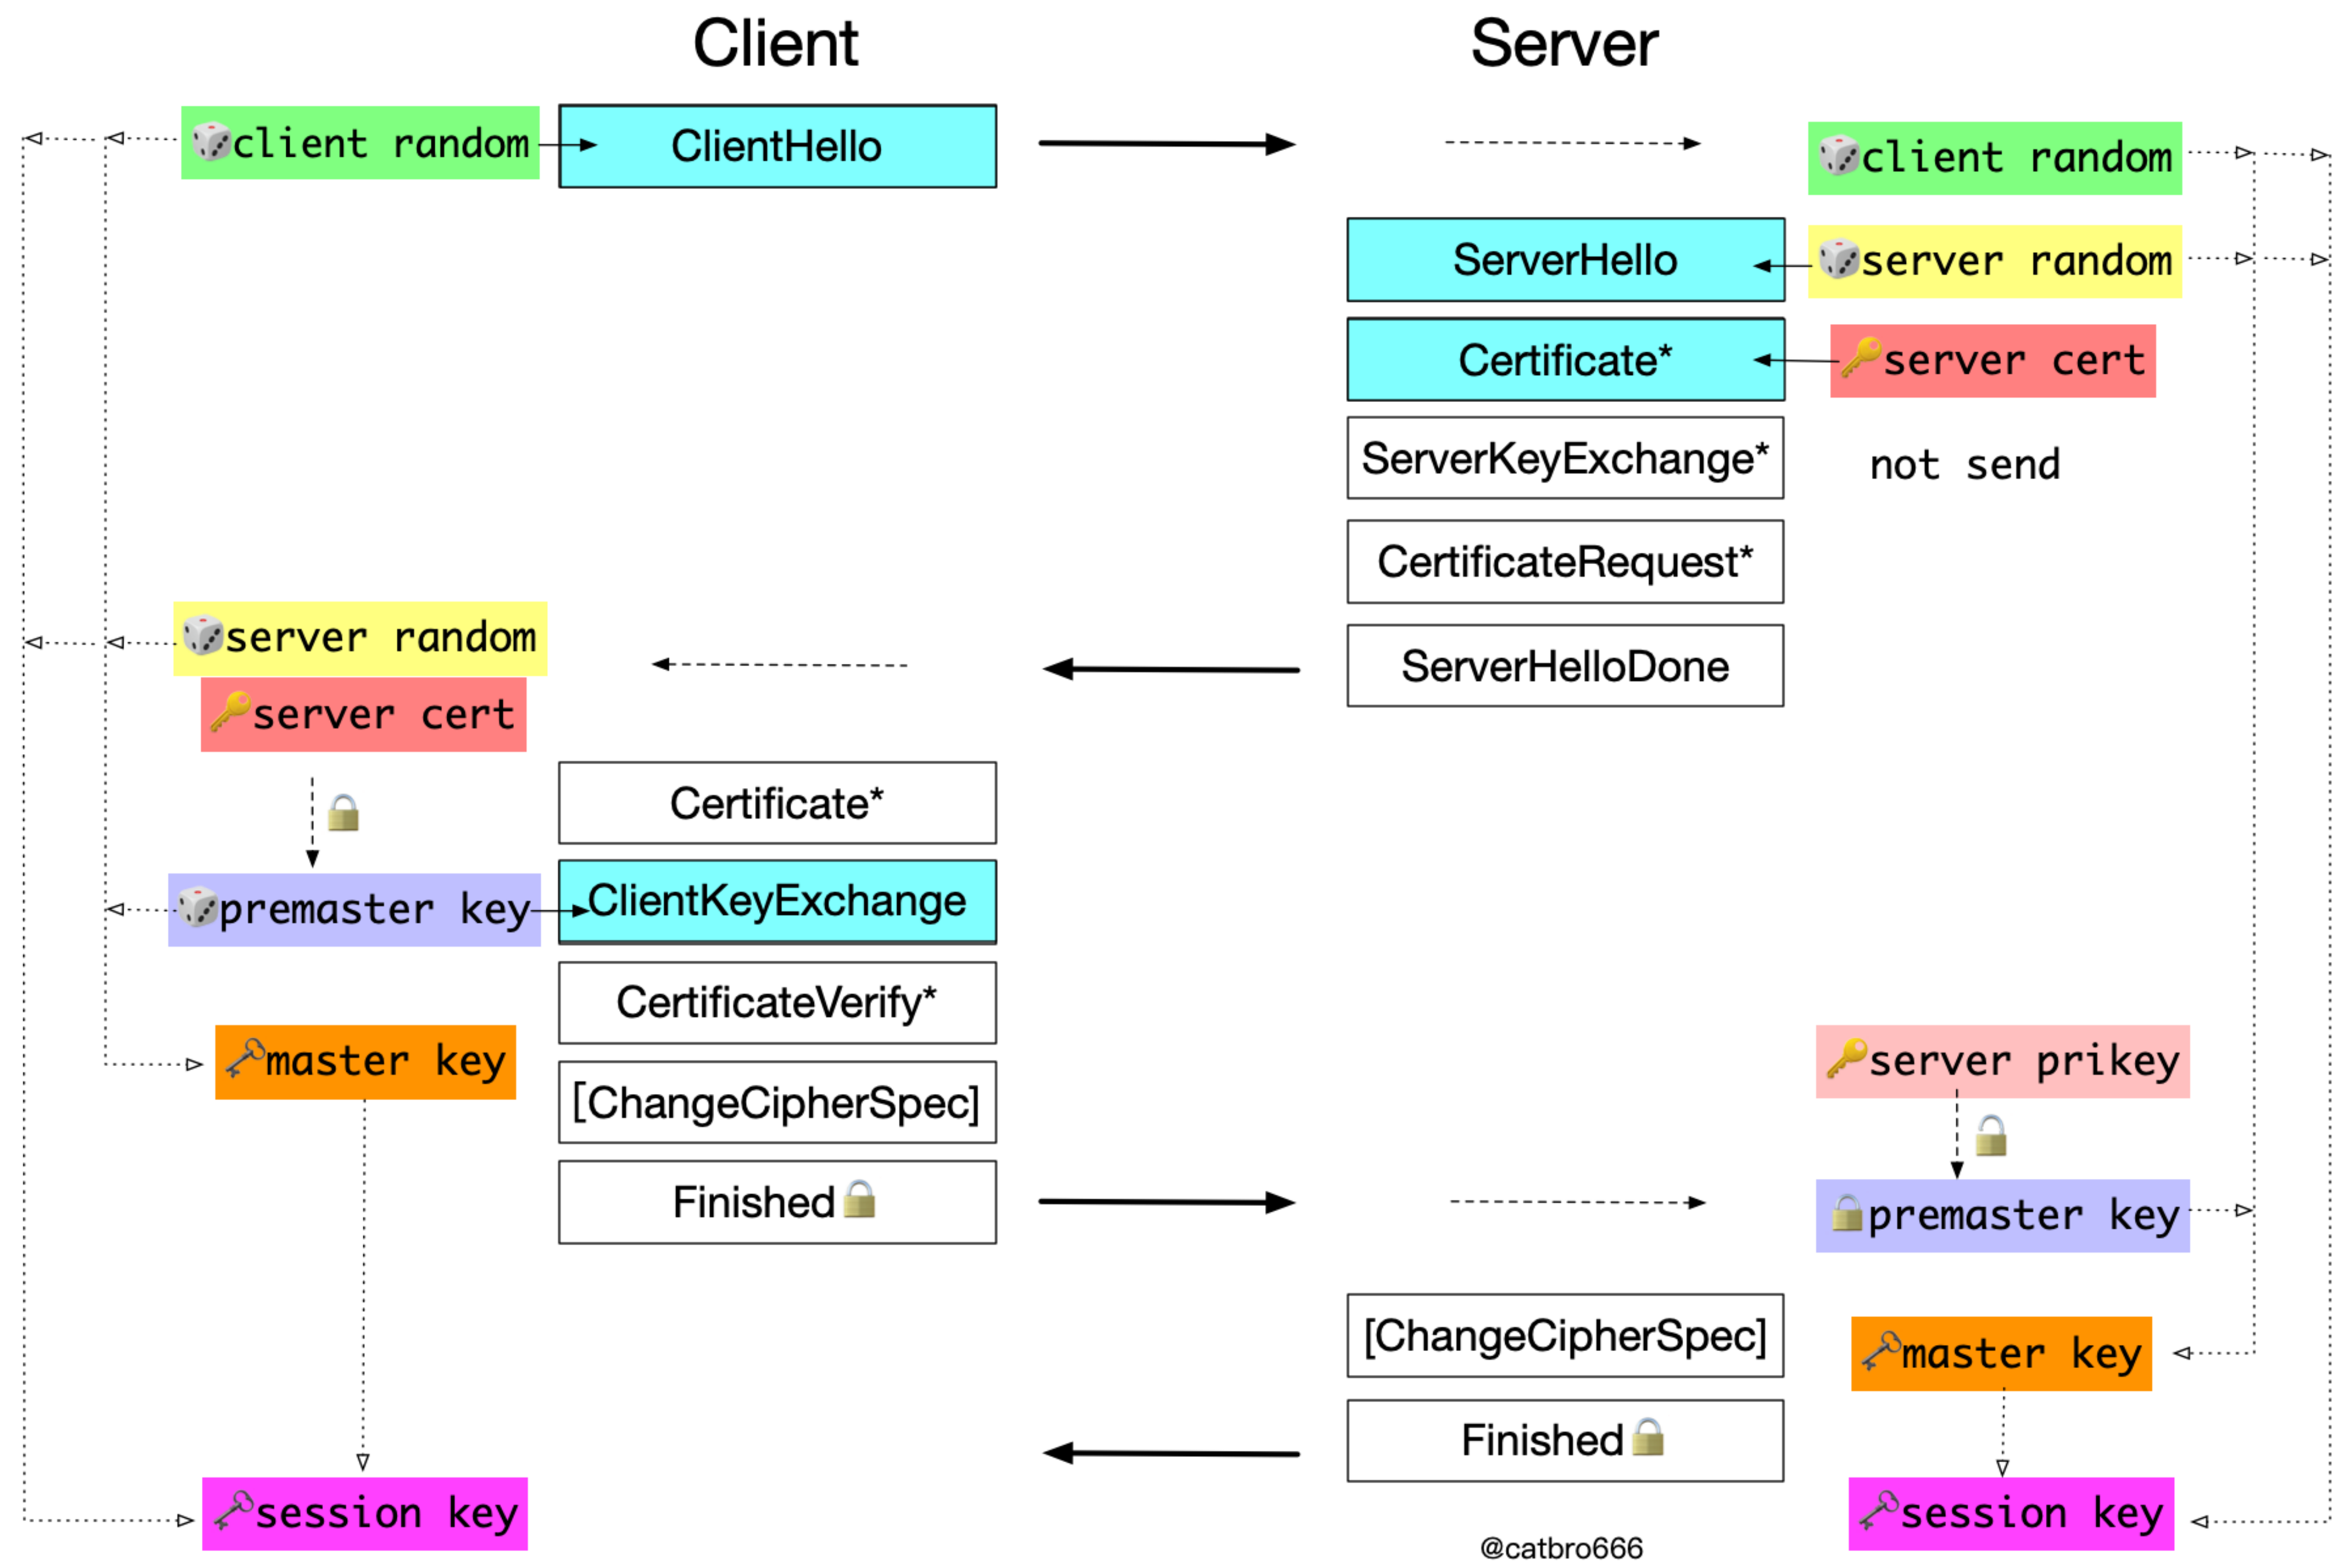 Client
Server
client random
ClientHello
client random
ServerHello
server random
Certificate*
server cert
ServerKeyExchange*
not send
CertificateRequest*
server random
ServerHelloDone
server cert
Certificate*
premaster key
ClientKeyExchange
CertificateVerify*
master key
server prikey
[ChangeCipherSpec]
Finished
premaster key
[ChangeCipherSpec]
master key
Finished
session key
session key
@catbro666